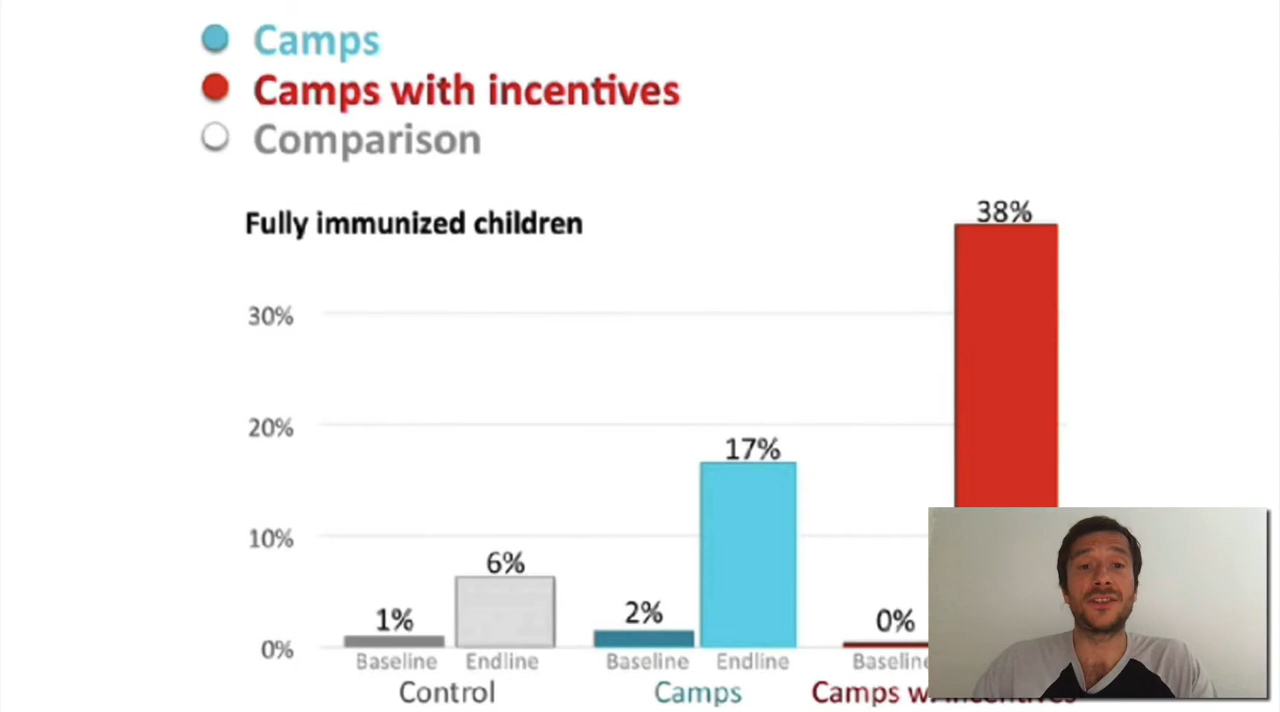 Camps
Camps with incentives
Comparison
Fully immunized children
38%
30%
20%
17%
10%
6%
1%
2%
0%
0%
Baseline Endline Baseline Endline Baseline
Control Camps Camps w.